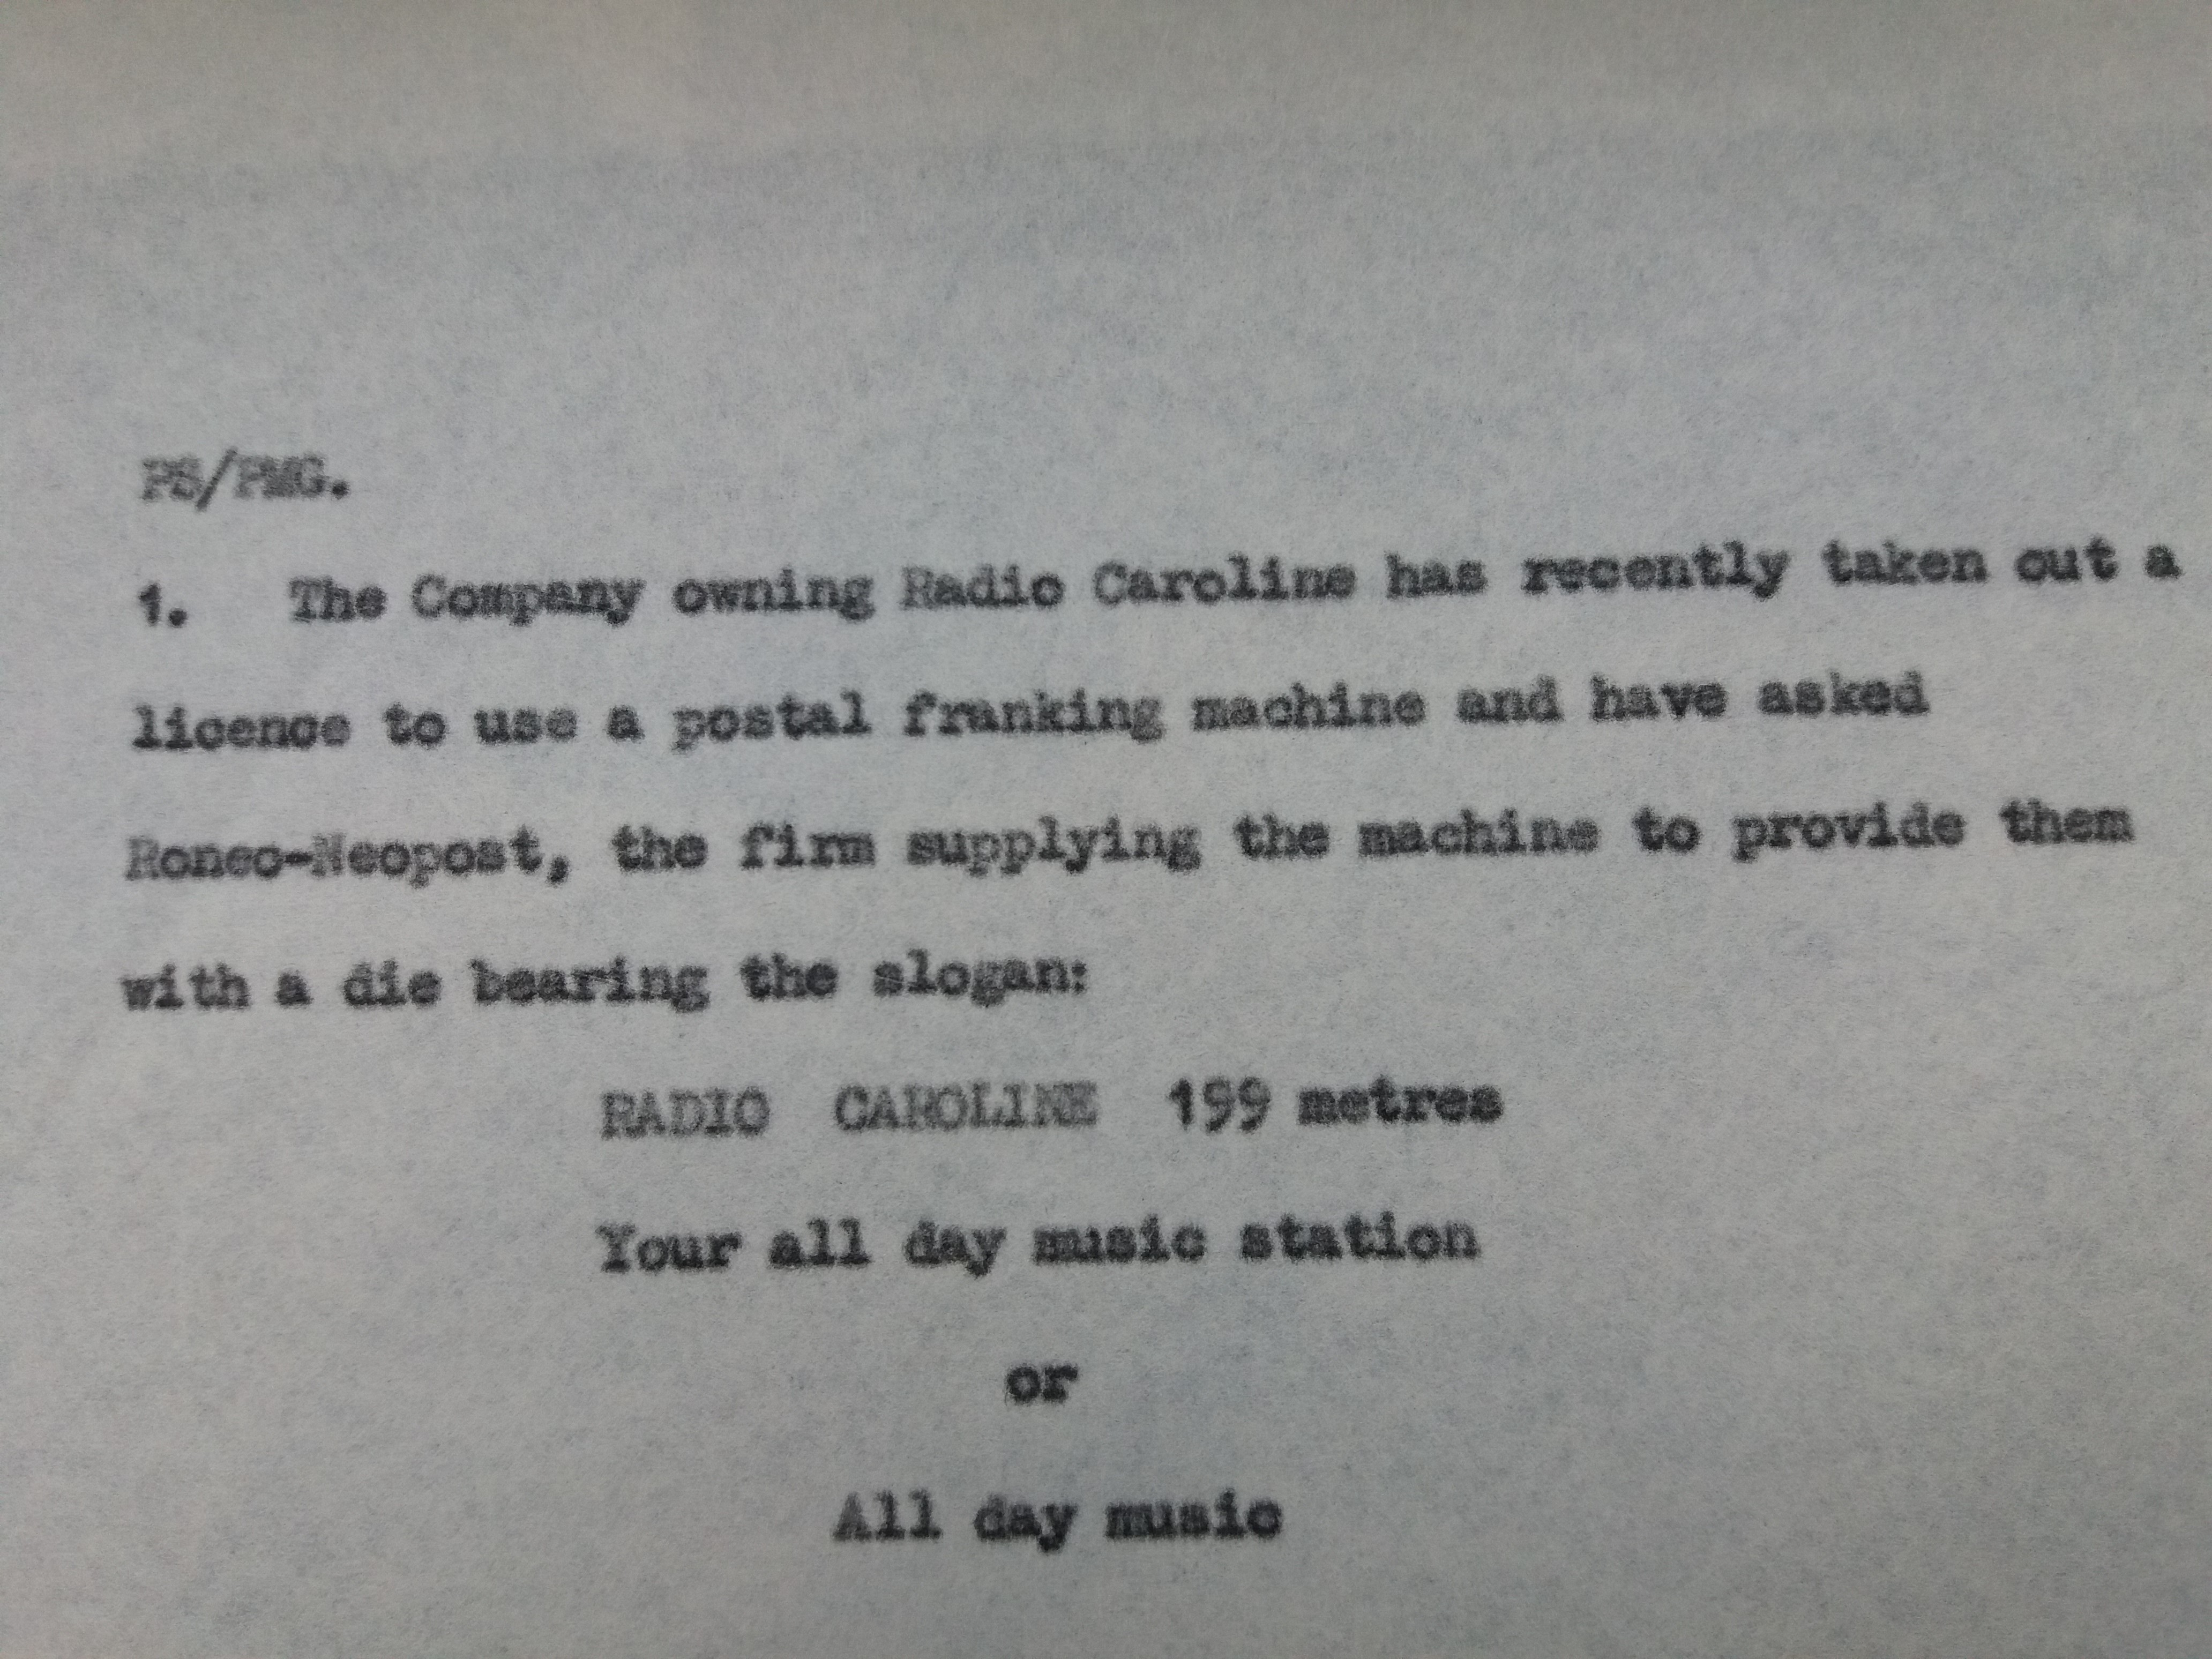 PS/PMG.
1. The Company owning Radio Caroline has recently taken out a
licence to use a postal franking machine and have asked
Roneo-Neopost, the firm supplying the machine to provide them
with a die bearing the slogan:
RADIO CAROLINE 199 metres
Your all day music station
or
All day music